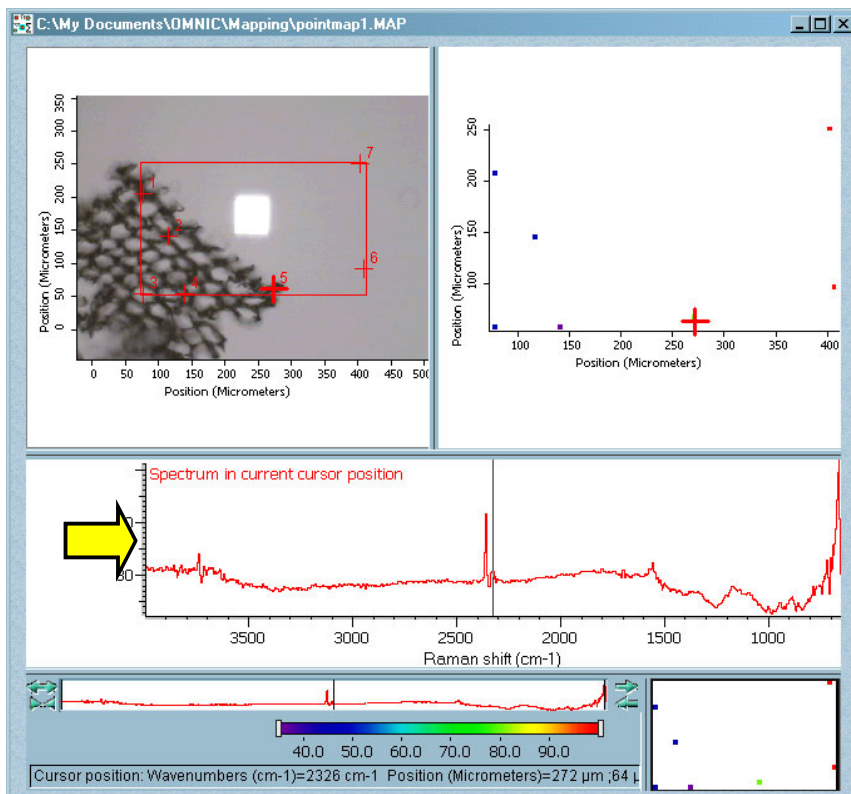 C:\My Documents\OMNIC\Mapping\pointmap1.MAP
350
300
250
200
150
100
50
0
Position (Micrometers)
1
2
3
4
5
6
7
0 50 100 150 200 250 300 350 400 500
Position (Micrometers)
250
200
150
100
Position (Micrometers)
100 150 200 250 300 350 400
Position (Micrometers)
Spectrum in current cursor position
3500 3000 2500 2000 1500 1000
Raman shift (cm-1)
40.0 50.0 60.0 70.0 80.0 90.0
Cursor position: Wavenumbers (cm-1)=2326 cm-1 Position (Micrometers)=272 µm ;64